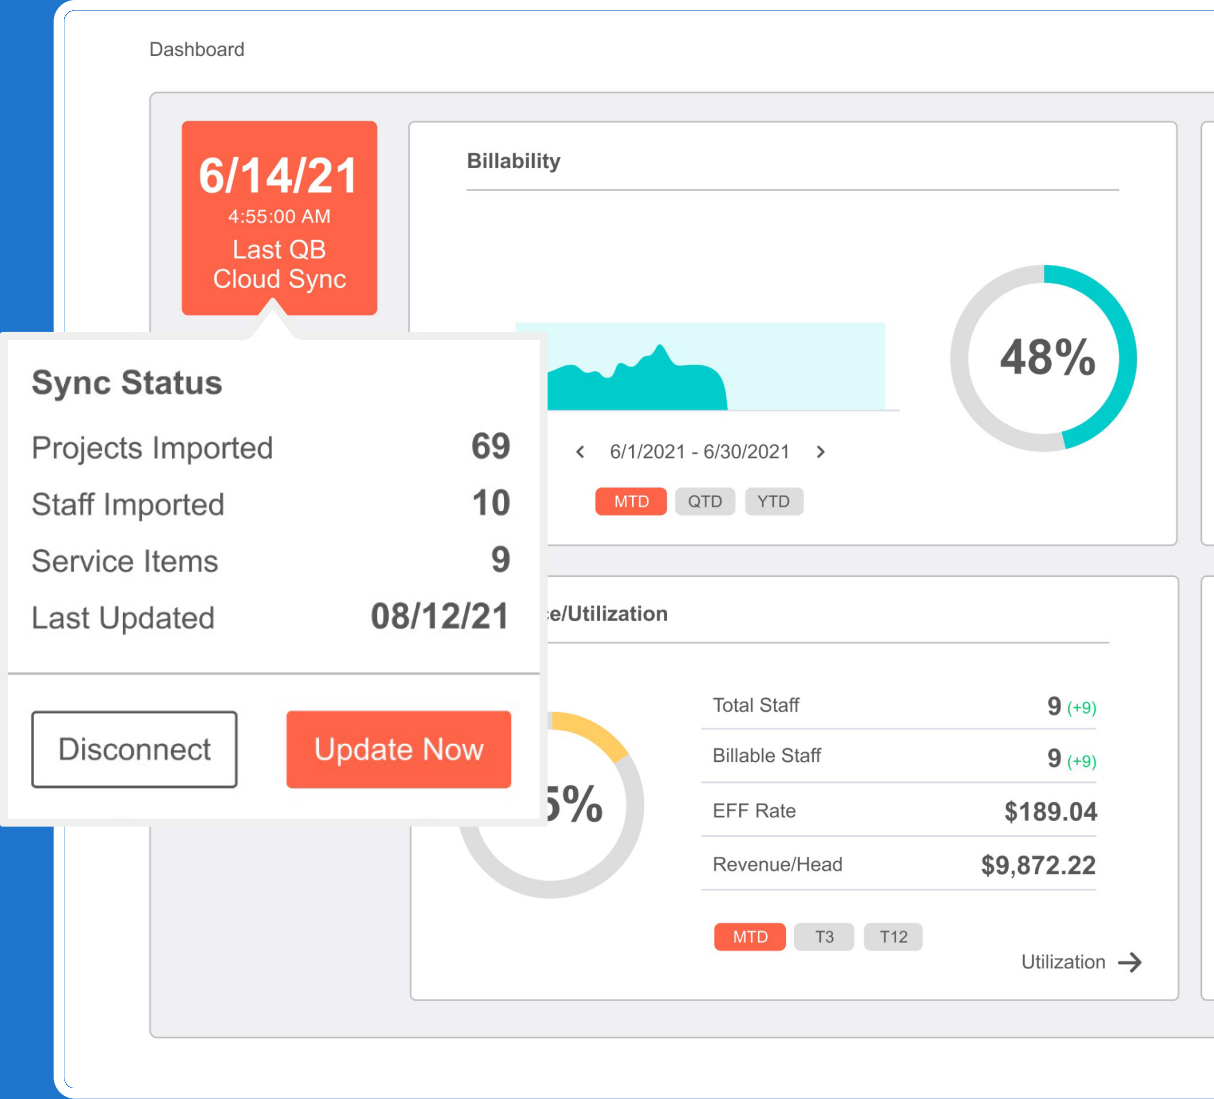 Dashboard
6/14/21
4:55:00 AM
Last QB
Cloud Sync
Billability
48%
6/1/2021 - 6/30/2021
MTD QTD YTD
Sync Status
Projects Imported 69
Staff Imported 10
Service Items 9
Last Updated 08/12/21
Disconnect Update Now
e/Utilization
5%
Total Staff 9 (+9)
Billable Staff 9 (+9)
EFF Rate $189.04
Revenue/Head $9,872.22
MTD T3 T12
Utilization